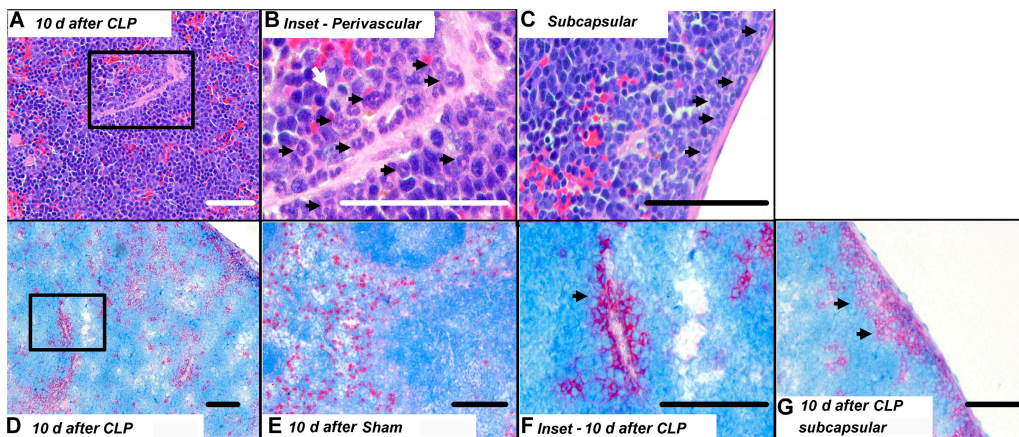 A 10 d after CLP
B Inset - Perivascular
C Subcapsular
D 10 d after CLP
E 10 d after Sham
F Inset - 10 d after CLP
G 10 d after CLP
subcapsular